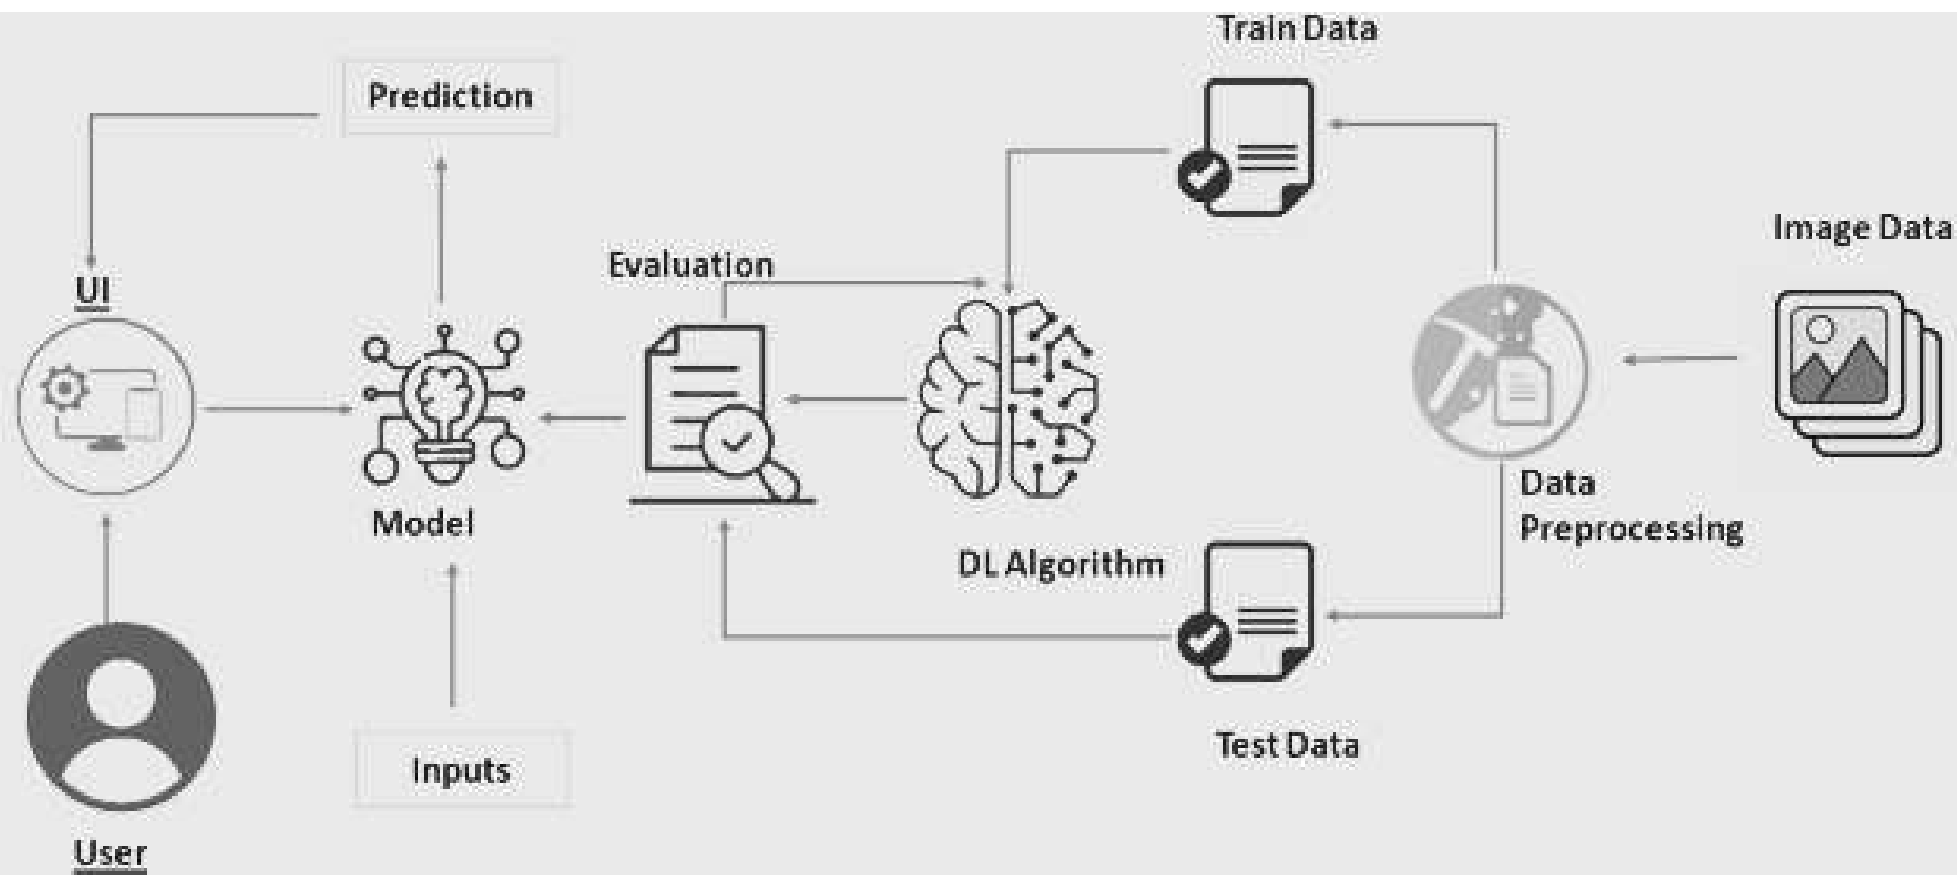 Train Data
Prediction
Image Data
Evaluation
UI
Data
Preprocessing
Model
DL Algorithm
Test Data
Inputs
User